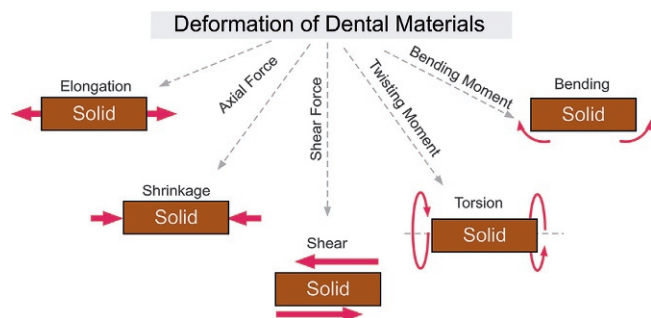 Deformation of Dental Materials
Elongation
Solid
Axial Force
Shear Force
Twisting Moment
Bending Moment
Bending
Solid
Shrinkage
Solid
Torsion
Solid
Shear
Solid